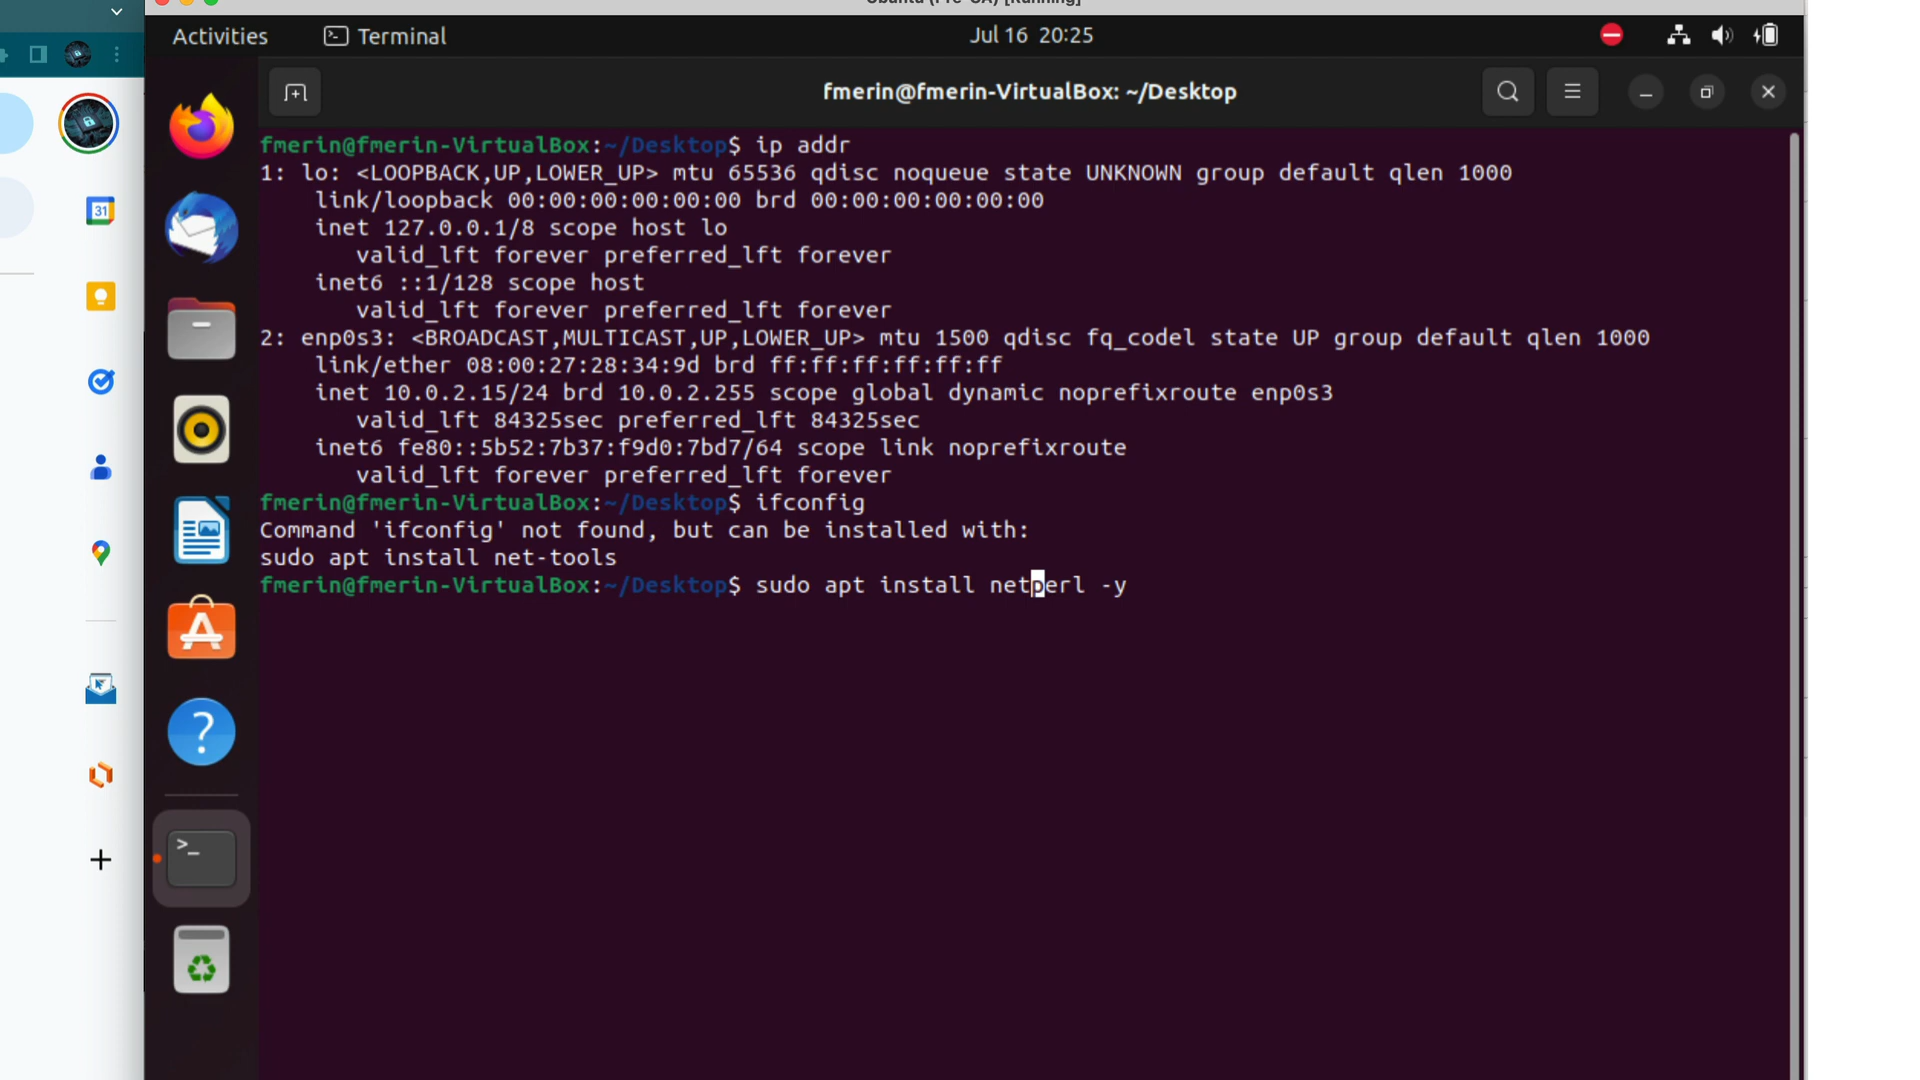 Ubuntu (Pre-CA) [Running]
Activities
Terminal
Jul 16 20:25
fmerin@fmerin-VirtualBox: ~/Desktop
31
fmerin@fmerin-VirtualBox:~/Desktop$ ip addr
1: lo: <LOOPBACK,UP,LOWER_UP> mtu 65536 qdisc noqueue state UNKNOWN group default qlen 1000
link/loopback 00:00:00:00:00:00 brd 00:00:00:00:00:00
inet 127.0.0.1/8 scope host lo
valid_lft forever preferred_lft forever
inet6 ::1/128 scope host
valid_lft forever preferred_lft forever
2: enp0s3: <BROADCAST,MULTICAST,UP,LOWER_UP> mtu 1500 qdisc fq_codel state UP group default qlen 1000
link/ether 08:00:27:28:34:9d brd ff:ff:ff:ff:ff:ff
inet 10.0.2.15/24 brd 10.0.2.255 scope global dynamic noprefixroute enp0s3
valid_lft 84325sec preferred_lft 84325sec
inet6 fe80::5b52:7b37:f9d0:7bd7/64 scope link noprefixroute
valid_lft forever preferred_lft forever
fmerin@fmerin-VirtualBox:~/Desktop$ ifconfig
Command 'ifconfig' not found, but can be installed with:
sudo apt install net-tools
fmerin@fmerin-VirtualBox:~/Desktop$ sudo apt install netperl -y